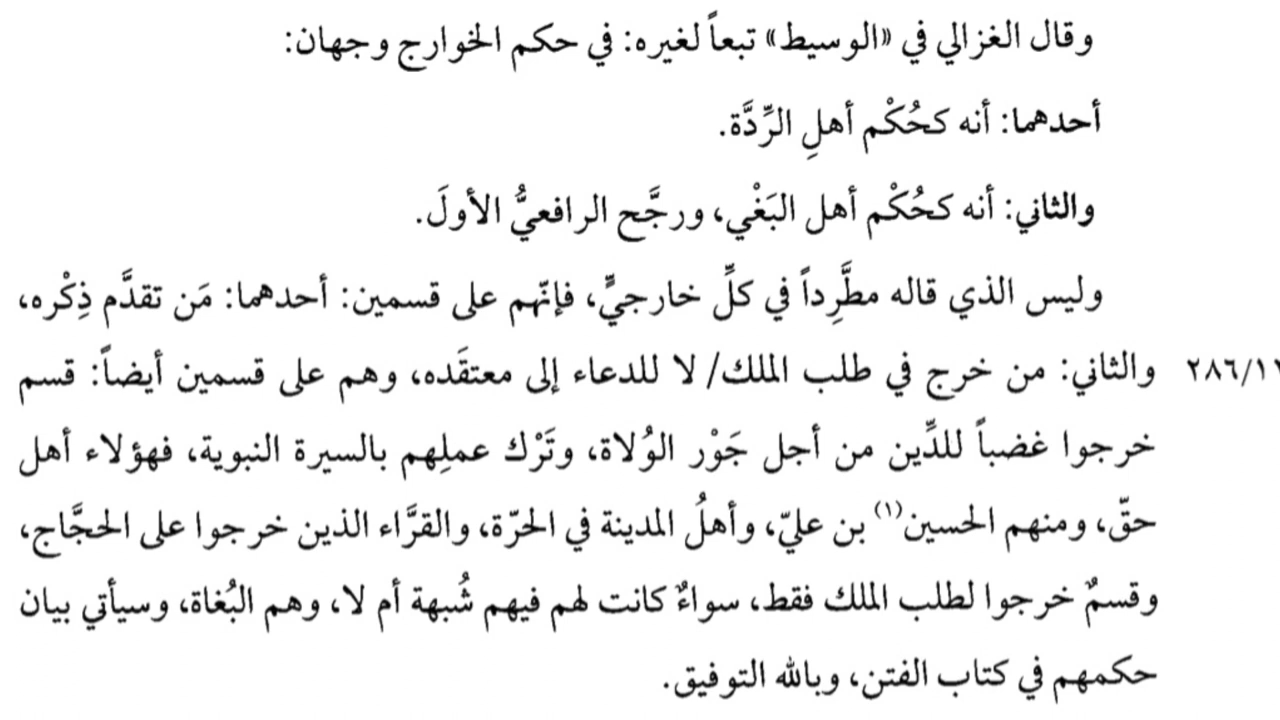 وقال الغزالي في «الوسيط» تبعاً لغيره: في حكم الخوارج وجهان:
أحدهما: أنه كحُكْم أهلِ الرِّدَّة.
والثاني: أنه كحُكْم أهل البَغْي، ورجَّح الرافعيُّ الأولَ.
وليس الذي قاله مطَّرِداً في كلِّ خارجيٍّ، فإنّهم على قسمين: أحدهما: مَن تقدَّم ذِكْره،
والثاني: من خرج في طلب الملك/ لا للدعاء إلى معتقَده، وهم على قسمين أيضاً: قسم
خرجوا غضباً للدِّين من أجل جَوْر الوُلاة، وتَرْك عملِهم بالسيرة النبوية، فهؤلاء أهل
حقّ، ومنهم الحسين(١) بن عليّ، وأهلُ المدينة في الحرّة، والقرَّاء الذين خرجوا على الحجَّاج،
وقسمٌ خرجوا لطلب الملك فقط، سواءٌ كانت لهم فيهم شُبهة أم لا، وهم البُغاة، وسيأتي بيان
حكمهم في كتاب الفتن، وبالله التوفيق.